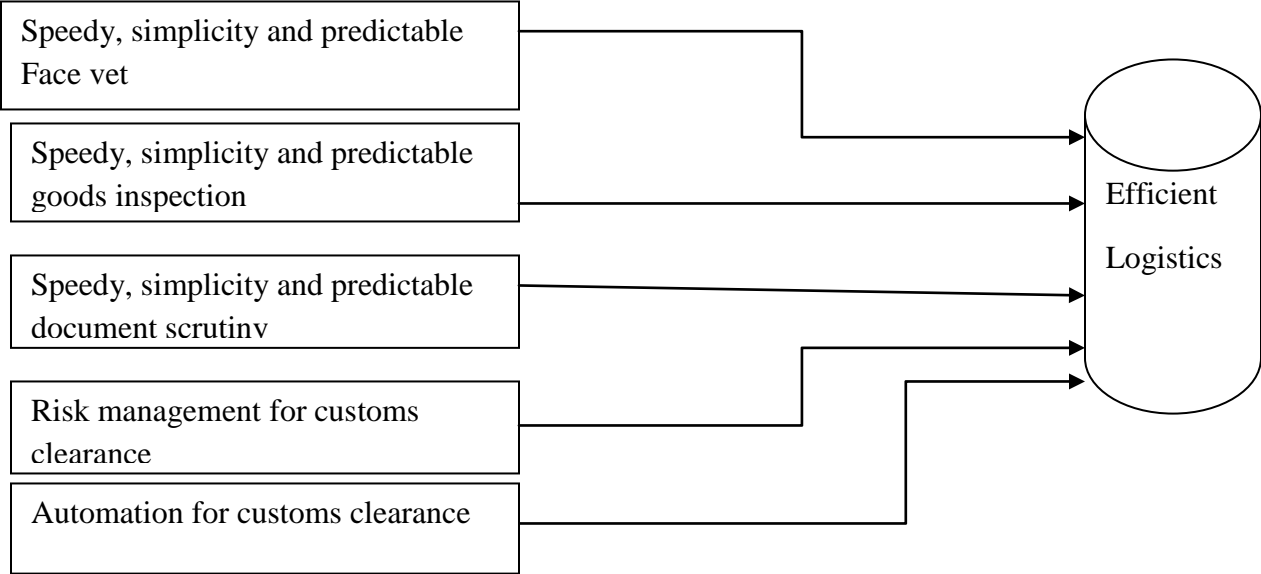 Speedy, simplicity and predictable
Face vet
Speedy, simplicity and predictable
goods inspection
Speedy, simplicity and predictable
document scrutiny
Risk management for customs
clearance
Automation for customs clearance
Efficient
Logistics